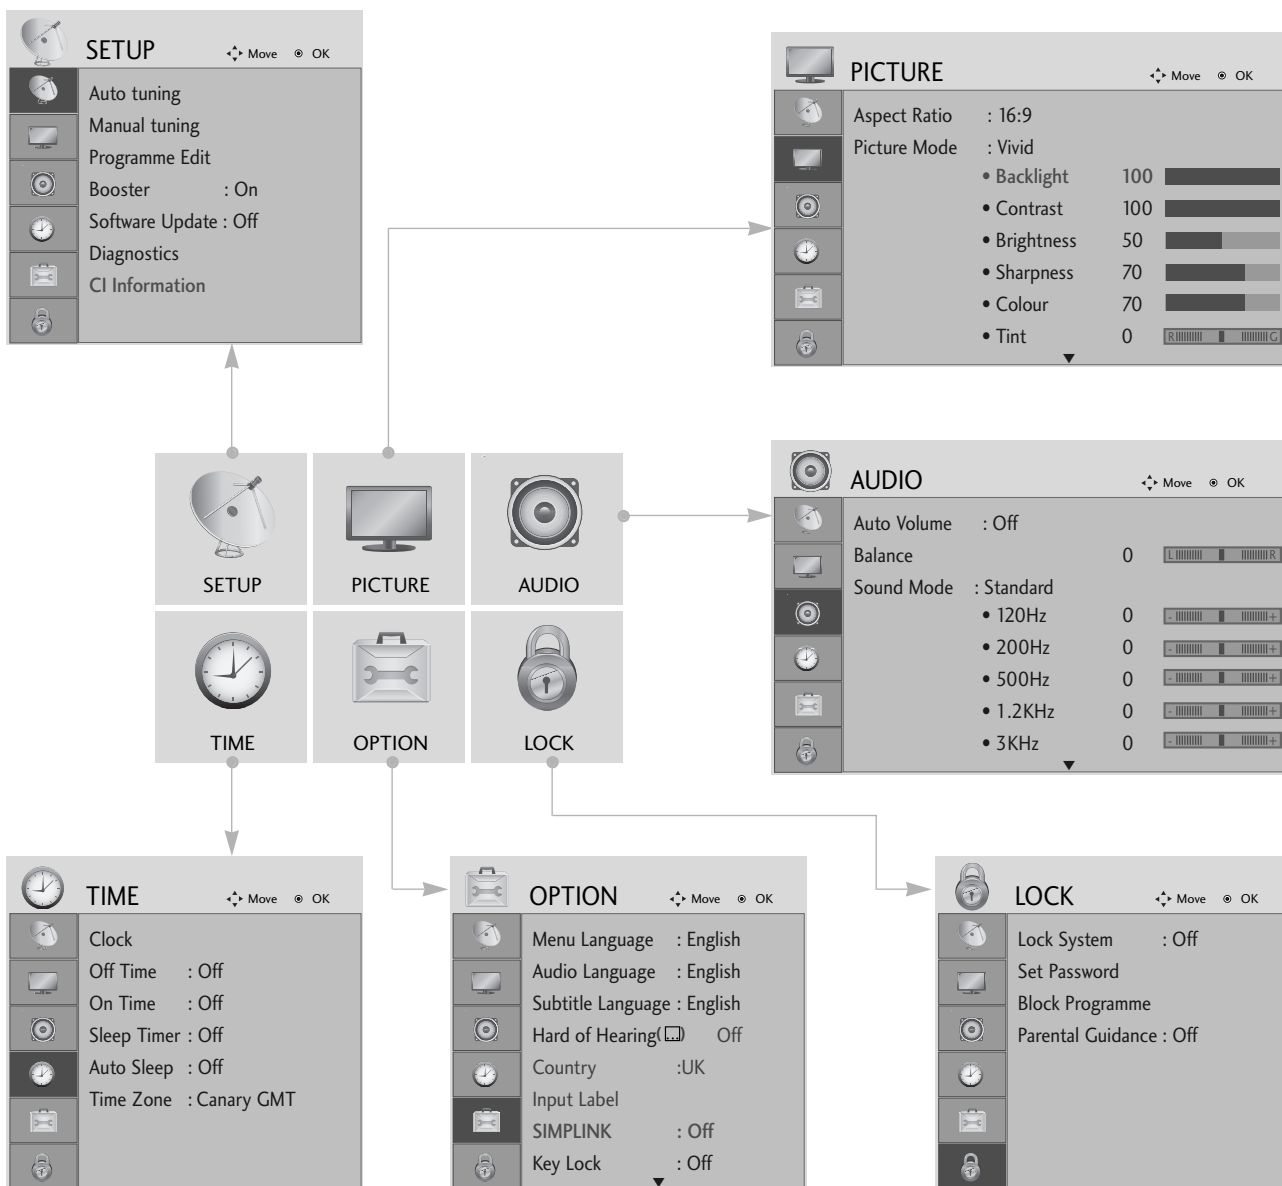 SETUP Move OK
Auto tuning
Manual tuning
Programme Edit
Booster : On
Software Update : Off
Diagnostics
CI Information
PICTURE Move OK
Aspect Ratio : 16:9
Picture Mode : Vivid
• Backlight 100
• Contrast 100
• Brightness 50
• Sharpness 70
• Colour 70
• Tint 0 R G
SETUP
PICTURE
AUDIO
TIME
OPTION
LOCK
AUDIO Move OK
Auto Volume : Off
Balance 0 L R
Sound Mode : Standard
• 120Hz 0 - +
• 200Hz 0 - +
• 500Hz 0 - +
• 1.2KHz 0 - +
• 3KHz 0 - +
TIME Move OK
Clock
Off Time : Off
On Time : Off
Sleep Timer : Off
Auto Sleep : Off
Time Zone : Canary GMT
OPTION Move OK
Menu Language : English
Audio Language : English
Subtitle Language : English
Hard of Hearing( ) Off
Country :UK
Input Label
SIMPLINK : Off
Key Lock : Off
LOCK Move OK
Lock System : Off
Set Password
Block Programme
Parental Guidance : Off